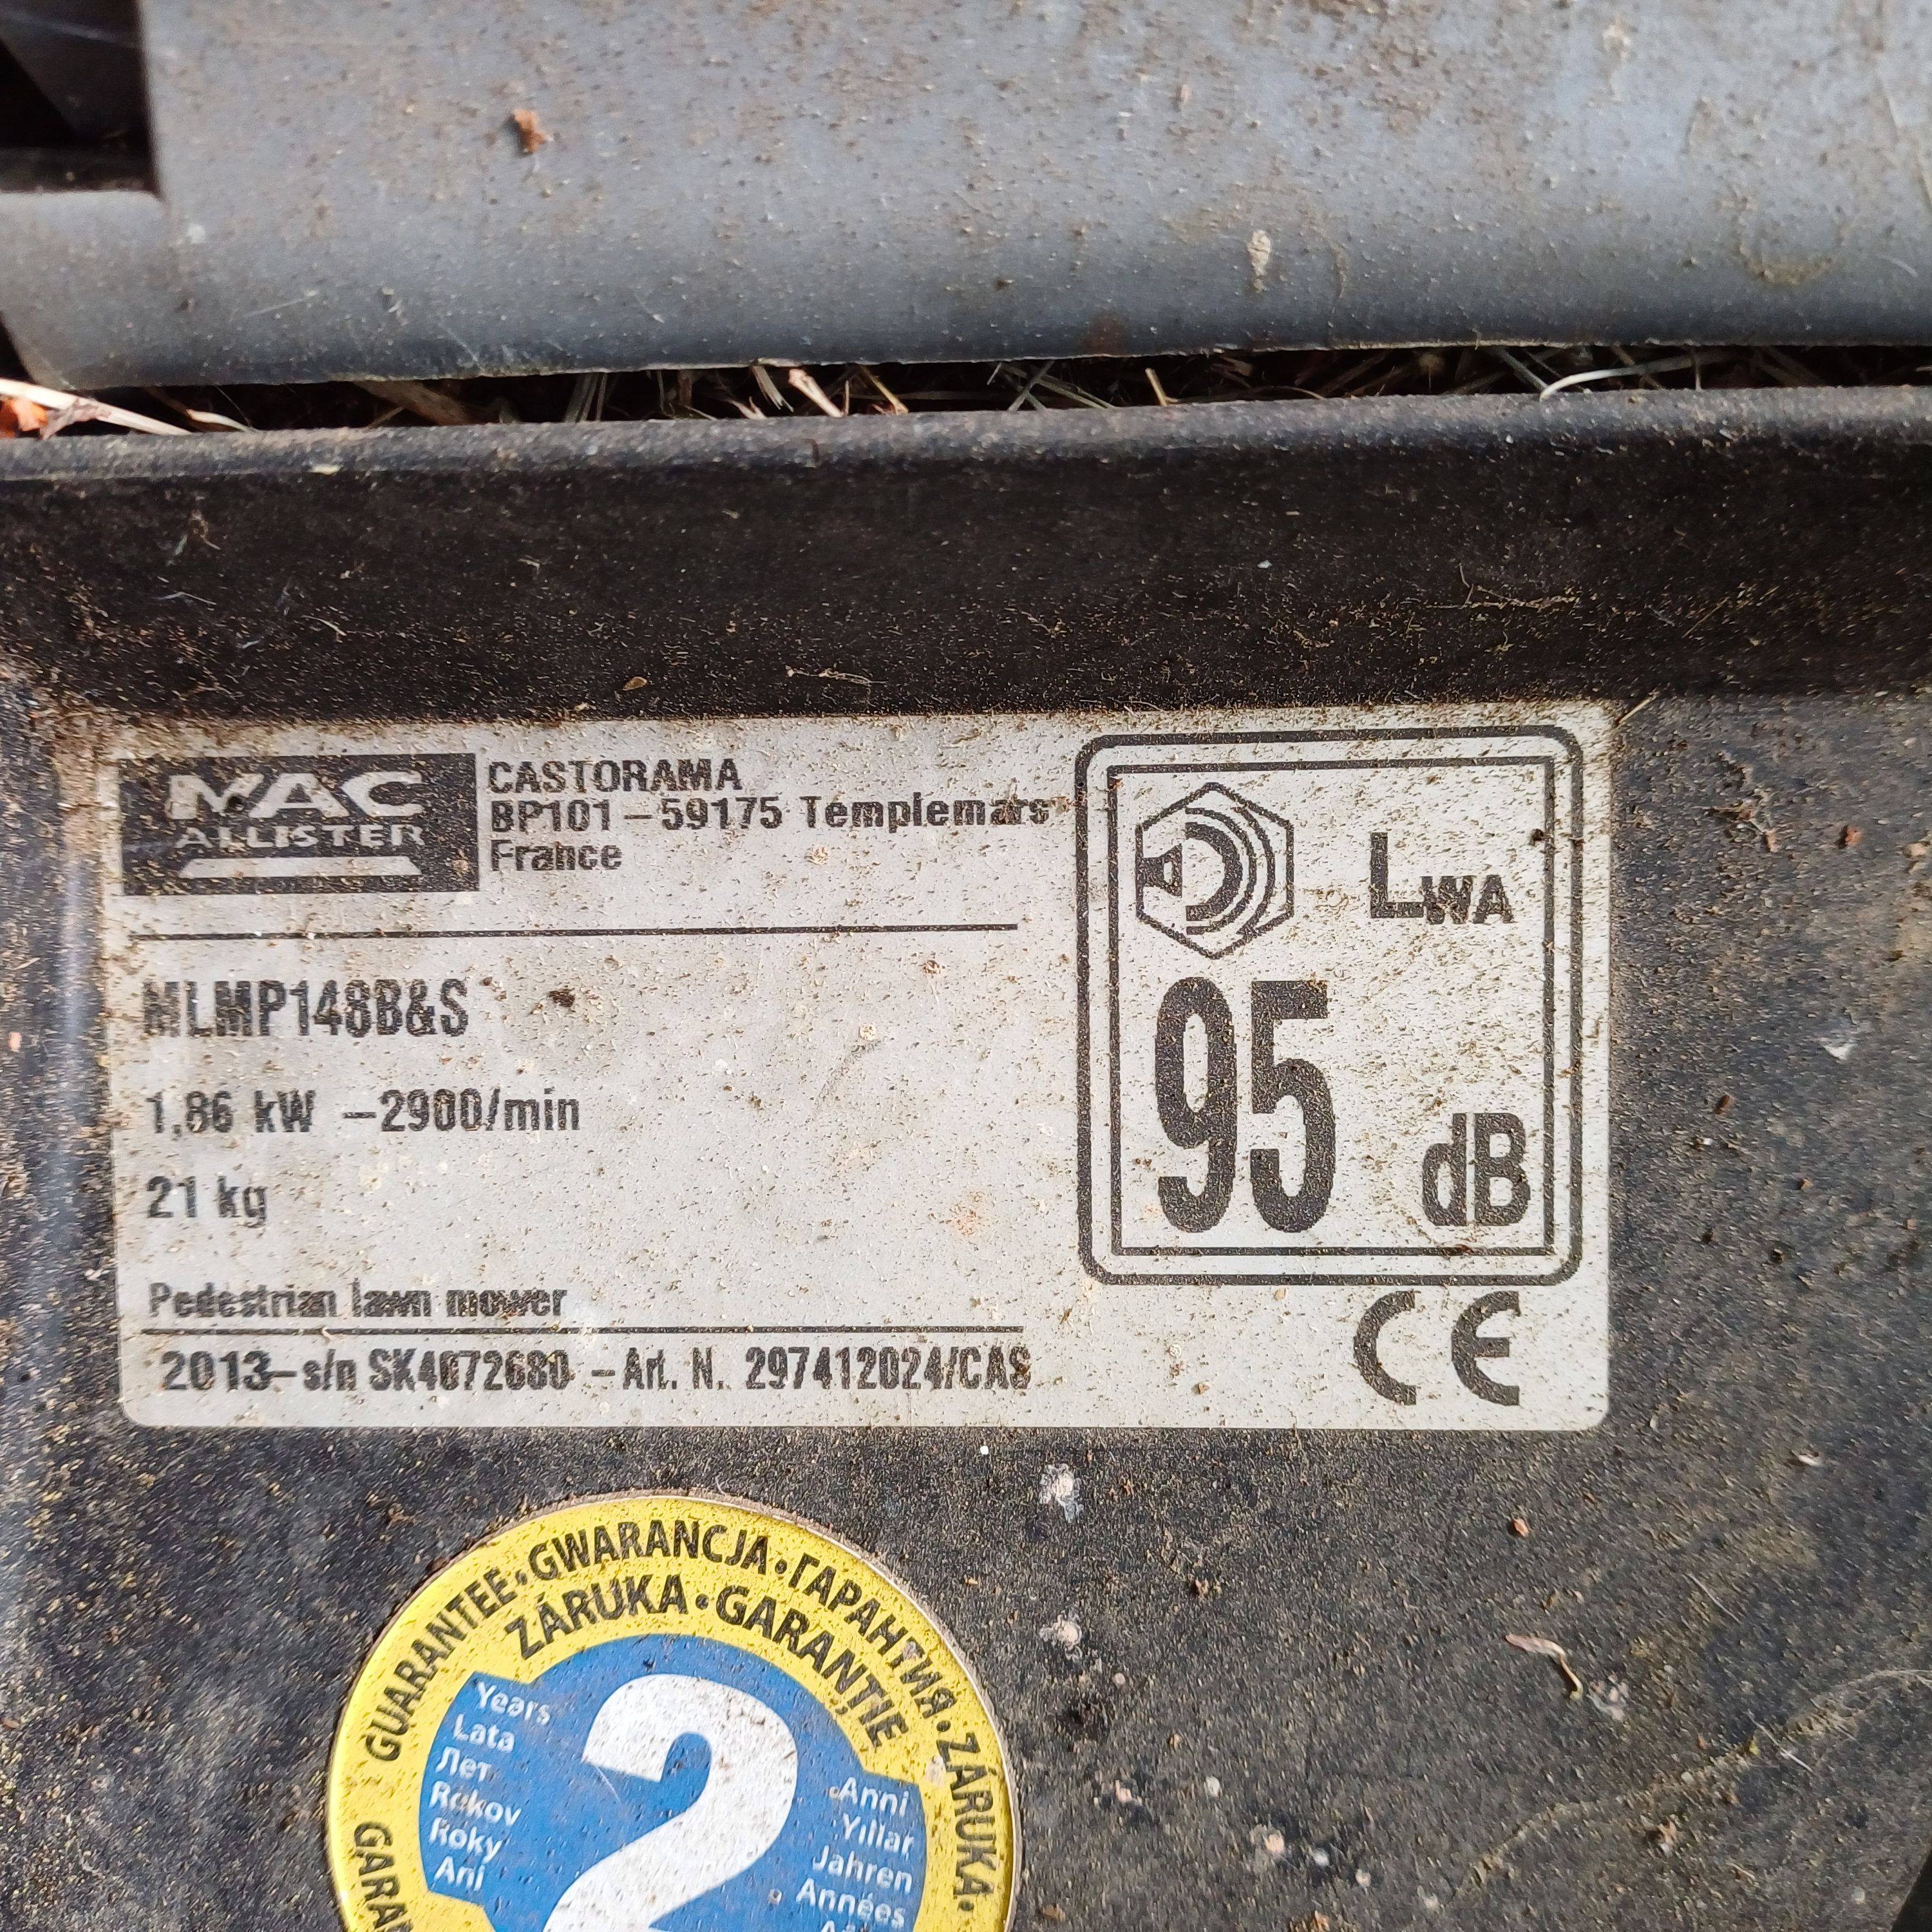 MAC
ALLISTER
CASTORAMA
BP101 – 59175 Templemars
France
LWA
95 dB
MLMP148B&S
1,86 kW –2900/min
21 kg
Pedestrian lawn mower
2013–s/n SK4072680 –Art. N. 297412024/CAS
CE
GUARANTEE•GWARANCJA•ГАРАНТИЯ•ZÁRUKA•
ZÁRUKA•GARANȚIE
2
Years
Lata
Лет
Rokov
Roky
Ani
Anni
Yıllar
Jahren
Années